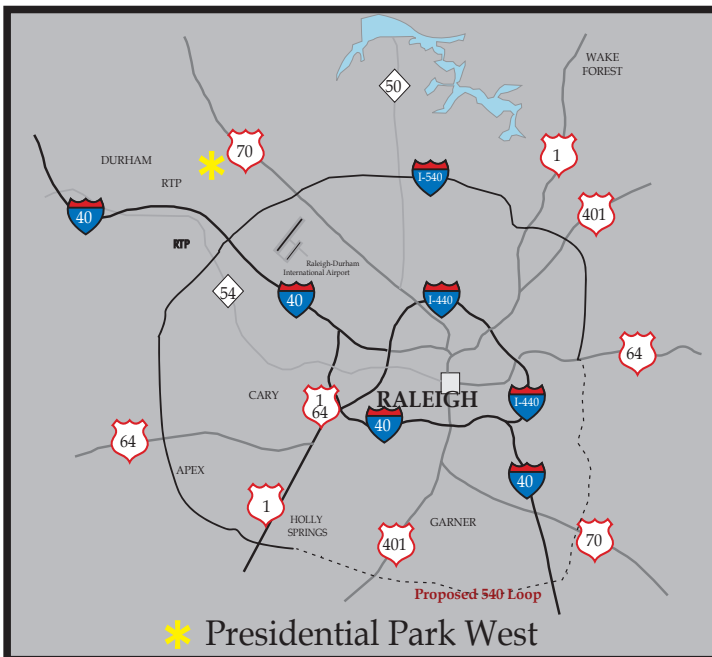 WAKE
FOREST
50
70
1
DURHAM
RTP
I-540
401
40
RTP
Raleigh-Durham
International Airport
54
40
I-440
64
CARY
1
64
RALEIGH
I-440
40
64
APEX
40
1
HOLLY
SPRINGS
GARNER
401
70
Proposed 540 Loop
Presidential Park West